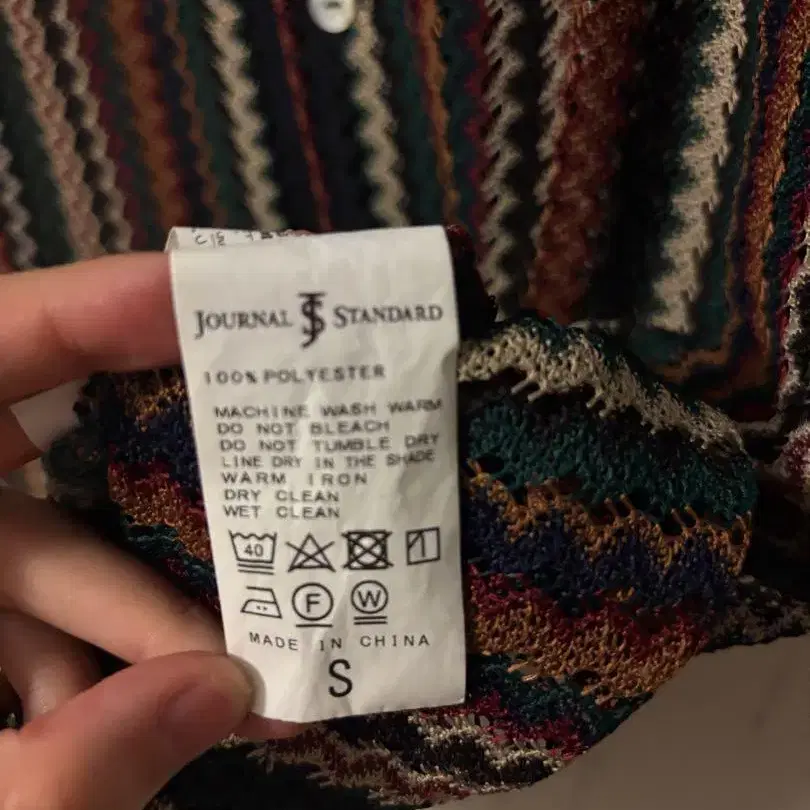 JOURNAL JS STANDARD
100% POLYESTER
MACHINE WASH WARM
DO NOT BLEACH
DO NOT TUMBLE DRY
LINE DRY IN THE SHADE
WARM IRON
DRY CLEAN
WET CLEAN
40
F W
MADE IN CHINA
S